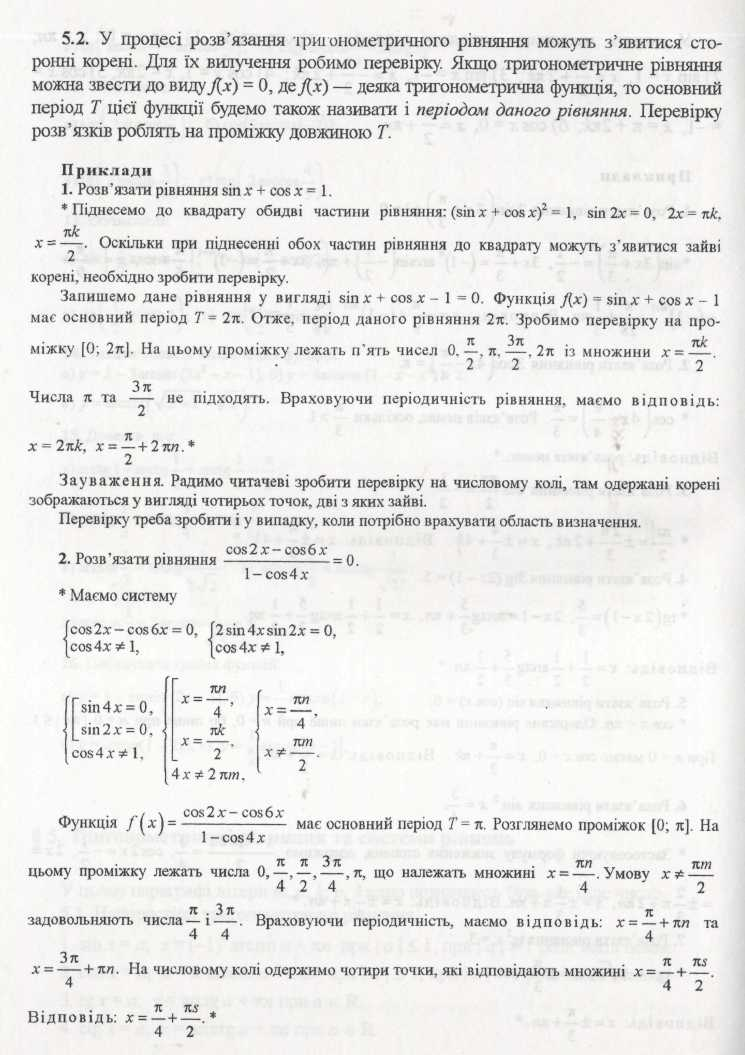 5.2. У процесі розв’язання тригонометричного рівняння можуть з’явитися сто-
ронні корені. Для їх вилучення робимо перевірку. Якщо тригонометричне рівняння
можна звести до виду f(x) = 0, де f(x) — деяка тригонометрична функція, то основний
період T цієї функції будемо також називати і періодом даного рівняння. Перевірку
розв’язків роблять на проміжку довжиною T.
Приклади
1. Розв’язати рівняння sin x + cos x = 1.
* Піднесемо до квадрату обидві частини рівняння: (sin x + cos x)² = 1, sin 2x = 0, 2x = πk,
x = πk/2. Оскільки при піднесенні обох частин рівняння до квадрату можуть з’явитися зайві
корені, необхідно зробити перевірку.
Запишемо дане рівняння у вигляді sin x + cos x – 1 = 0. Функція f(x) = sin x + cos x – 1
має основний період T = 2π. Отже, період даного рівняння 2π. Зробимо перевірку на про-
міжку [0; 2π]. На цьому проміжку лежать п’ять чисел 0, π/2, π, 3π/2, 2π із множини x = πk/2.
Числа π та 3π/2 не підходять. Враховуючи періодичність рівняння, маємо відповідь:
x = 2πk, x = π/2 + 2πn. *
Зауваження. Радимо читачеві зробити перевірку на числовому колі, там одержані корені
зображаються у вигляді чотирьох точок, дві з яких зайві.
Перевірку треба зробити і у випадку, коли потрібно врахувати область визначення.
2. Розв’язати рівняння (cos 2x – cos 6x)/(1 – cos 4x) = 0.
* Маємо систему
{cos 2x – cos 6x = 0, {2 sin 4x sin 2x = 0,
cos 4x ≠ 1, cos 4x ≠ 1,
{[sin 4x = 0, {[x = πn/4, {x = πn/4,
sin 2x = 0, x = πk/2, x ≠ πm/2.
cos 4x ≠ 1, 4x ≠ 2πm,
Функція f(x) = (cos 2x – cos 6x)/(1 – cos 4x) має основний період T = π. Розглянемо проміжок [0; π]. На
цьому проміжку лежать числа 0, π/4, π/2, 3π/4, π, що належать множині x = πn/4. Умову x ≠ πm/2
задовольняють числа π/4 і 3π/4. Враховуючи періодичність, маємо відповідь: x = π/4 + πn та
x = 3π/4 + πn. На числовому колі одержимо чотири точки, які відповідають множині x = π/4 + πs/2.
Відповідь: x = π/4 + πs/2. *